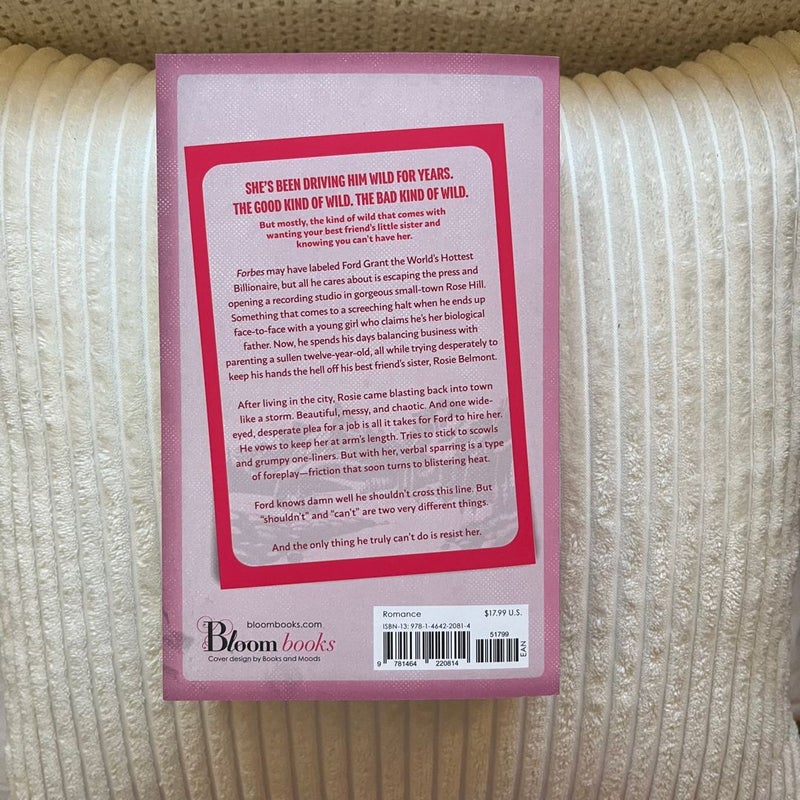 SHE'S BEEN DRIVING HIM WILD FOR YEARS.
THE GOOD KIND OF WILD. THE BAD KIND OF WILD.
But mostly, the kind of wild that comes with
wanting your best friend's little sister and
knowing you can't have her.
Forbes may have labeled Ford Grant the World's Hottest
Billionaire, but all he cares about is escaping the press and
opening a recording studio in gorgeous small-town Rose Hill.
Something that comes to a screeching halt when he ends up
face-to-face with a young girl who claims he's her biological
father. Now, he spends his days balancing business with
parenting a sullen twelve-year-old, all while trying desperately to
keep his hands the hell off his best friend's sister, Rosie Belmont.
After living in the city, Rosie came blasting back into town
like a storm. Beautiful, messy, and chaotic. And one wide-
eyed, desperate plea for a job is all it takes for Ford to hire her.
He vows to keep her at arm's length. Tries to stick to scowls
and grumpy one-liners. But with her, verbal sparring is a type
of foreplay—friction that soon turns to blistering heat.
Ford knows damn well he shouldn't cross this line. But
"shouldn't" and "can't" are two very different things.
And the only thing he truly can't do is resist her.
bloombooks.com
Bloom books
Cover design by Books and Moods
Romance $17.99 U.S.
ISBN-13: 978-1-4642-2081-4
51799
EAN
9 781464 220814